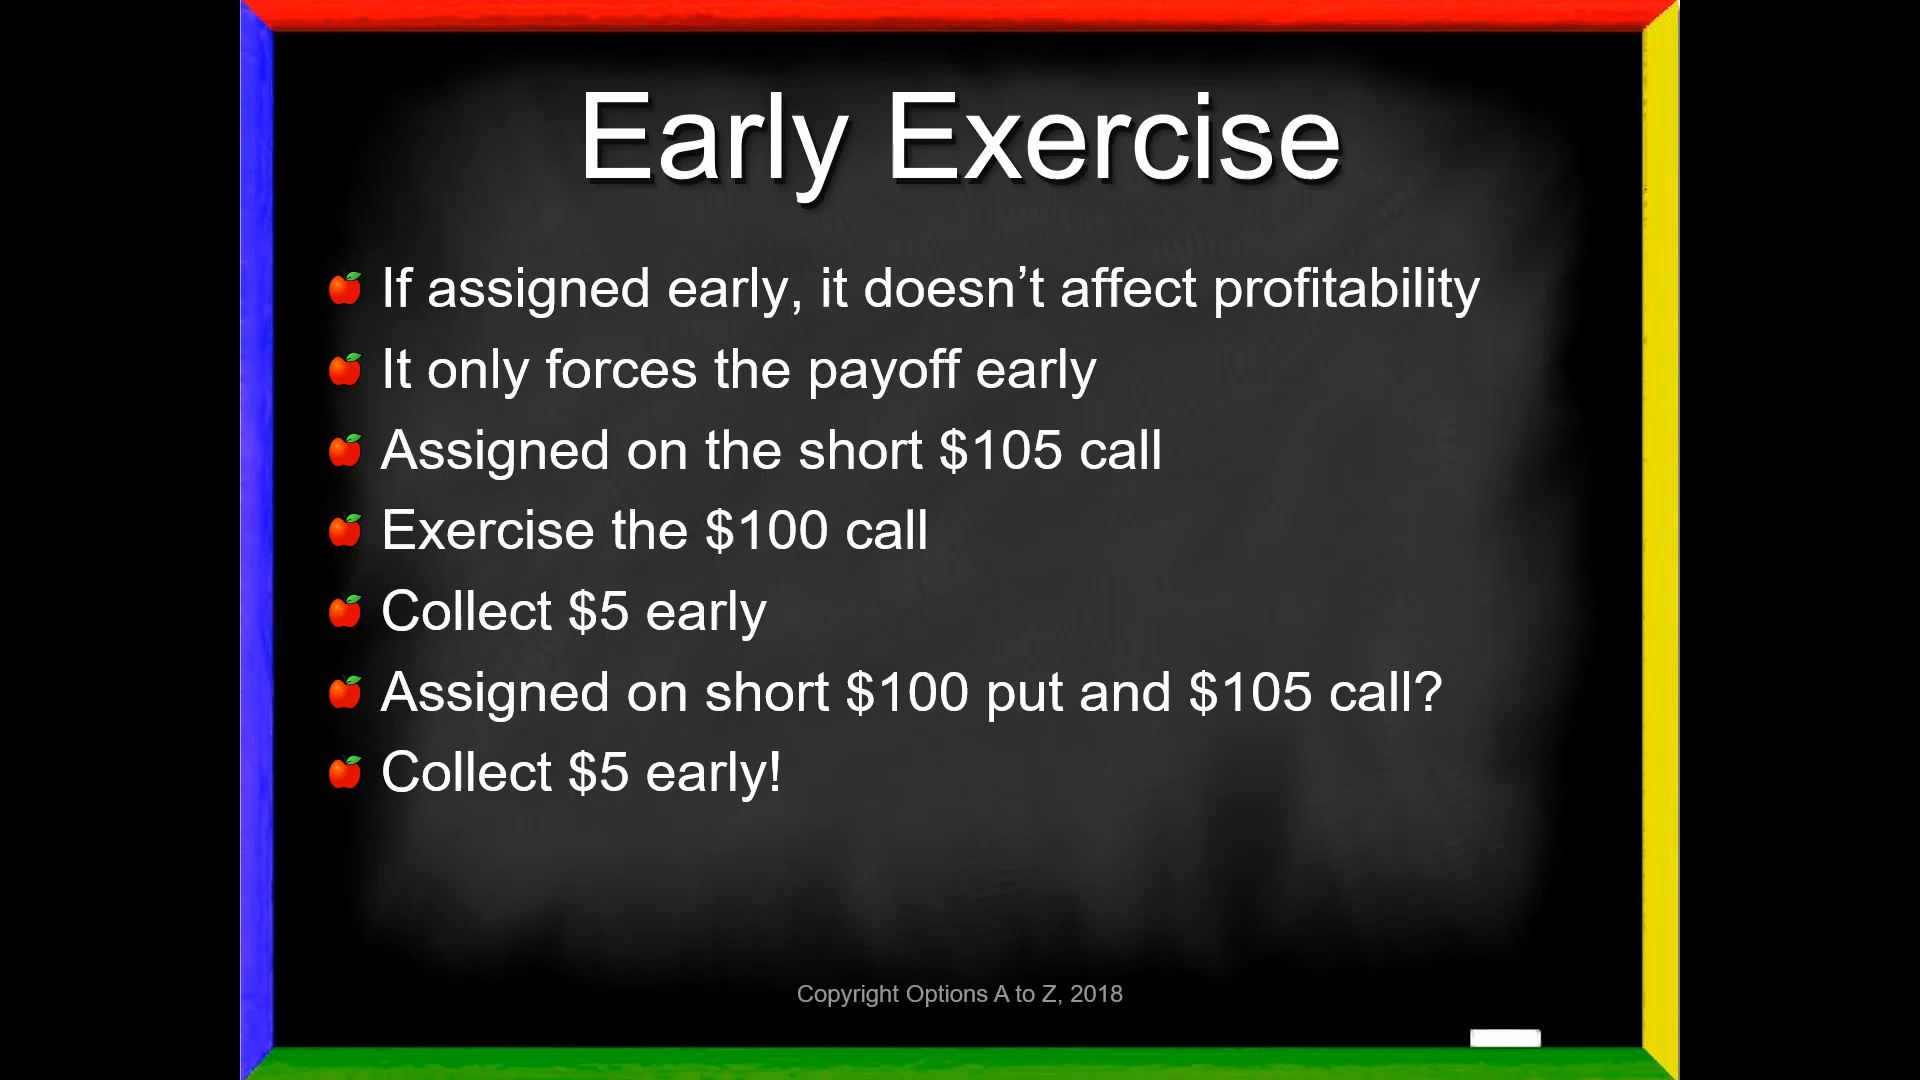 Early Exercise
If assigned early, it doesn’t affect profitability
It only forces the payoff early
Assigned on the short $105 call
Exercise the $100 call
Collect $5 early
Assigned on short $100 put and $105 call?
Collect $5 early!
Copyright Options A to Z, 2018